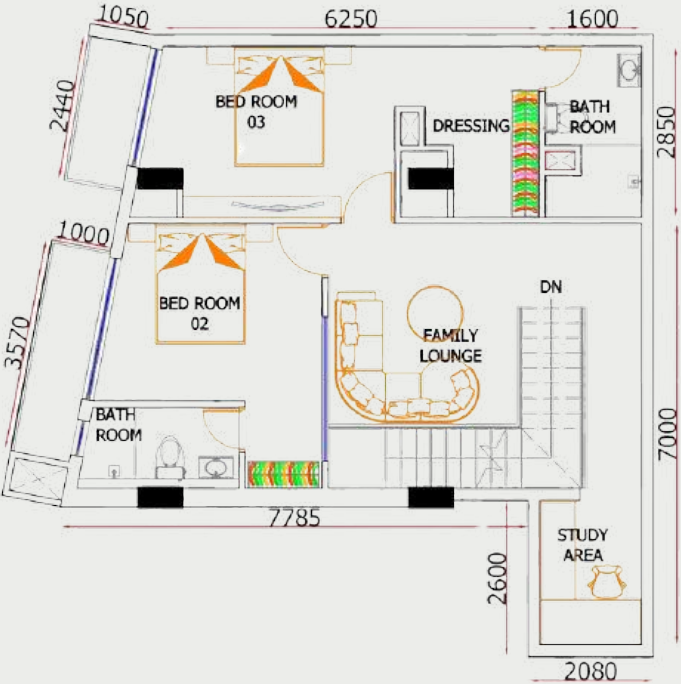 1050
6250
1600
2440
BED ROOM
03
DRESSING
BATH
ROOM
2850
1000
3570
BED ROOM
02
DN
FAMILY
LOUNGE
BATH
ROOM
7000
7785
STUDY
AREA
2600
2080